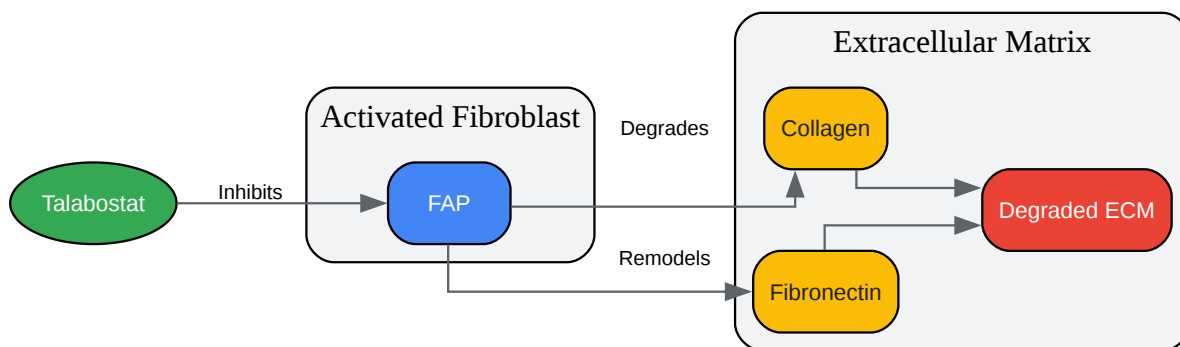 Extracellular Matrix
Activated Fibroblast
Degrades
Collagen
Talabostat
Inhibits
FAP
Degraded ECM
Remodels
Fibronectin